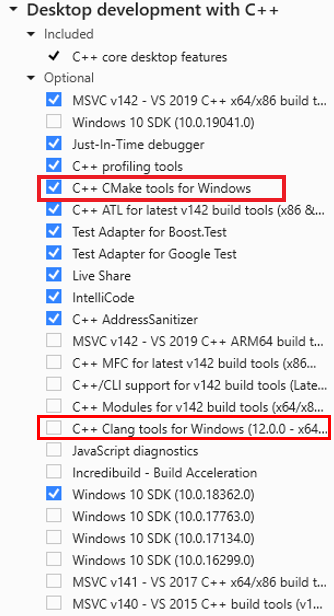 Desktop development with C++
Included
C++ core desktop features
Optional
MSVC v142 - VS 2019 C++ x64/x86 build t...
Windows 10 SDK (10.0.19041.0)
Just-In-Time debugger
C++ profiling tools
C++ CMake tools for Windows
C++ ATL for latest v142 build tools (x86 &...
Test Adapter for Boost.Test
Test Adapter for Google Test
Live Share
IntelliCode
C++ AddressSanitizer
MSVC v142 - VS 2019 C++ ARM64 build t...
C++ MFC for latest v142 build tools (x86...
C++/CLI support for v142 build tools (Late...
C++ Modules for v142 build tools (x64/x8...
C++ Clang tools for Windows (12.0.0 - x64...
JavaScript diagnostics
Incredibuild - Build Acceleration
Windows 10 SDK (10.0.18362.0)
Windows 10 SDK (10.0.17763.0)
Windows 10 SDK (10.0.17134.0)
Windows 10 SDK (10.0.16299.0)
MSVC v141 - VS 2017 C++ x64/x86 build t...
MSVC v140 - VS 2015 C++ build tools (v1...